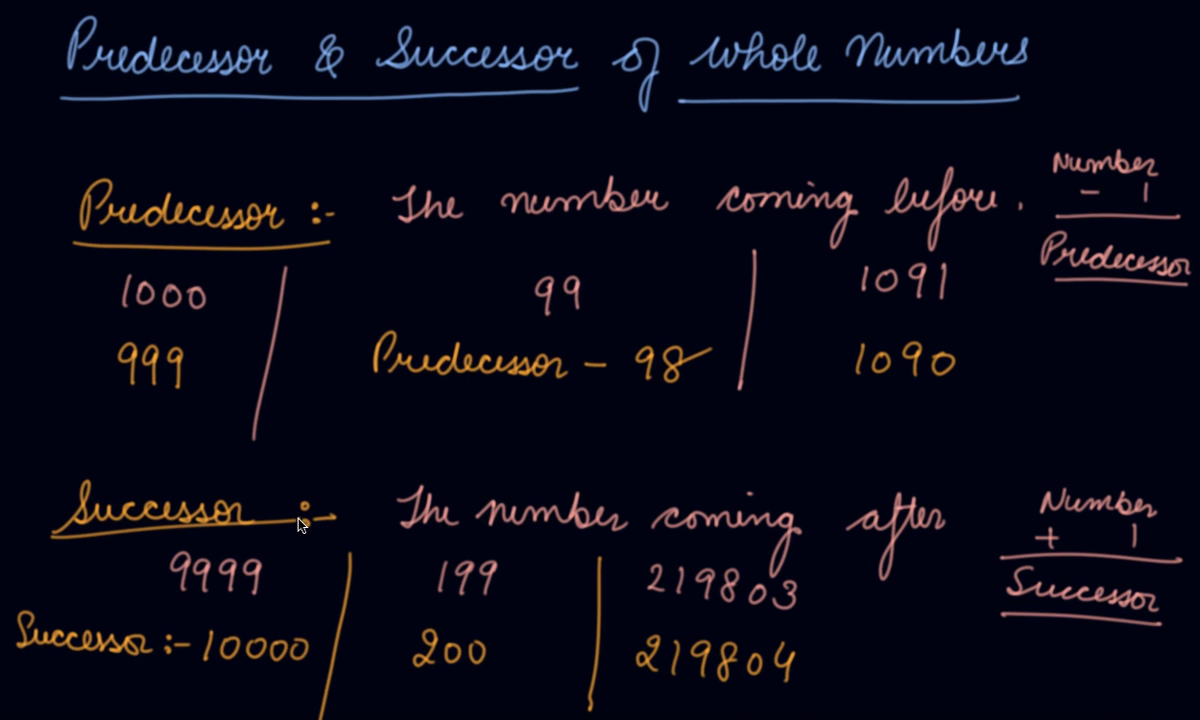 Predecessor & Successor of Whole Numbers
Predecessor :- The number coming before.
Number
- 1
Predecessor
1000 99 1091
999 Predecessor - 98 1090
Successor : The number coming after
Number
+ 1
Successor
9999 199 219803
Successor :- 10000 200 219804